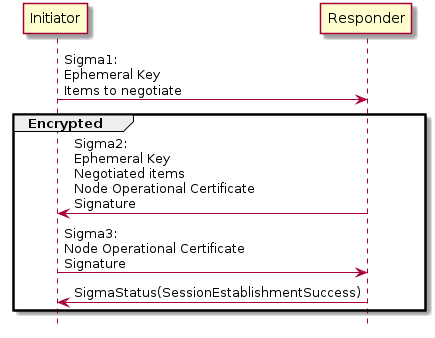 Initiator
Responder
Sigma1:
Ephemeral Key
Items to negotiate
Encrypted
Sigma2:
Ephemeral Key
Negotiated items
Node Operational Certificate
Signature
Sigma3:
Node Operational Certificate
Signature
SigmaStatus(SessionEstablishmentSuccess)